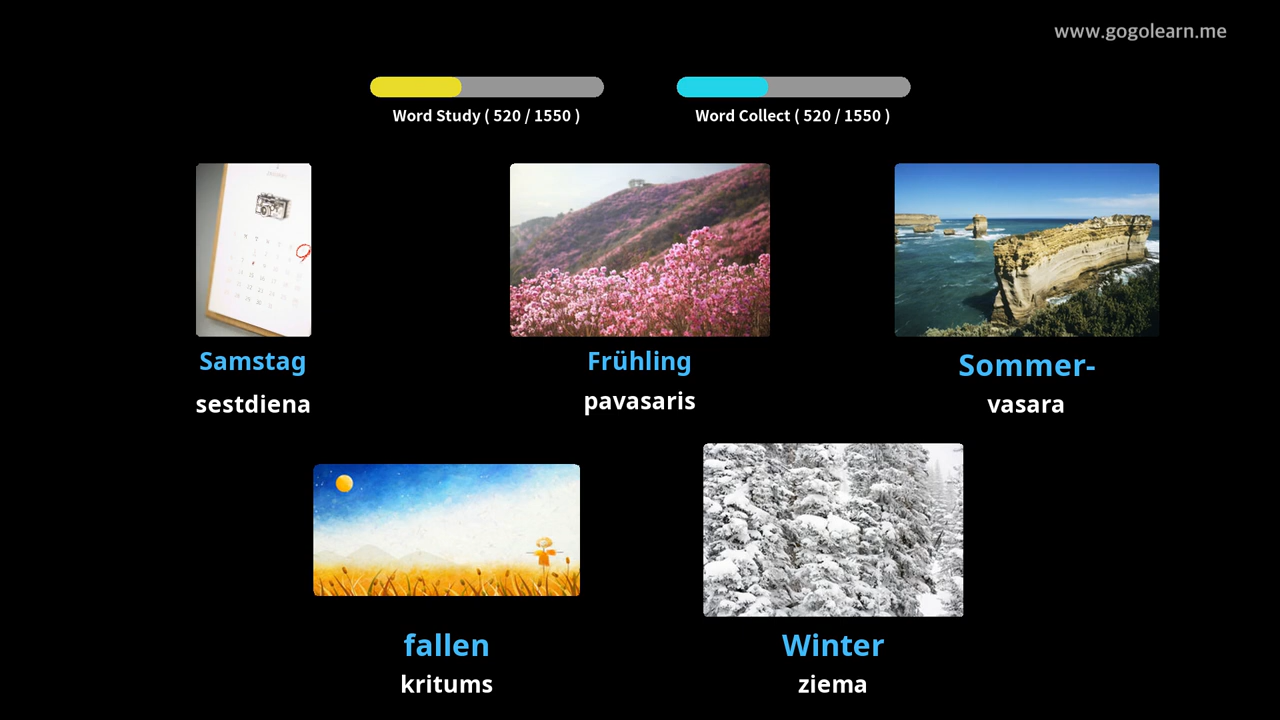 www.gogolearn.me
Word Study ( 520 / 1550 )
Word Collect ( 520 / 1550 )
Samstag
sestdiena
Frühling
pavasaris
Sommer-
vasara
fallen
kritums
Winter
ziema